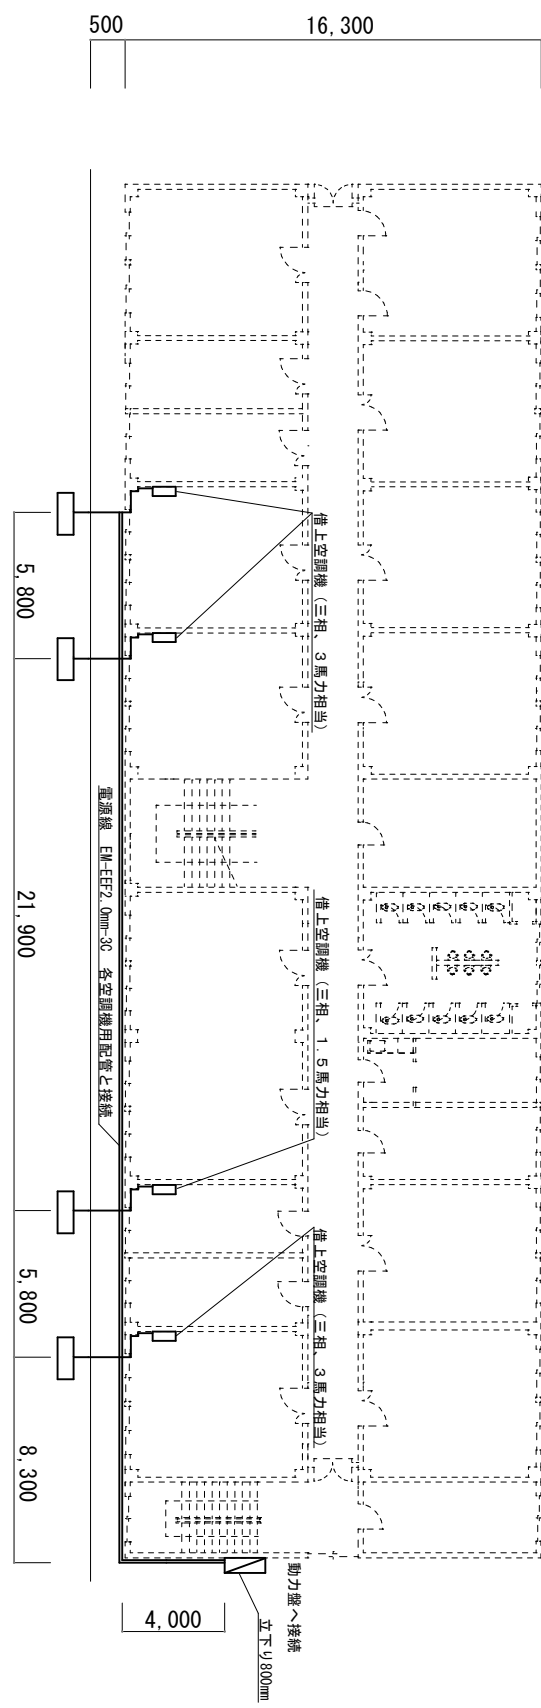 500
16,300
借上空調機（三相、3馬力相当）
5,800
電源線　EM-EEF2.0mm-3C　各空調機用配管と接続
21,900
借上空調機（三相、1.5馬力相当）
5,800
借上空調機（三相、3馬力相当）
8,300
動力盤へ接続
4,000
立下り800mm